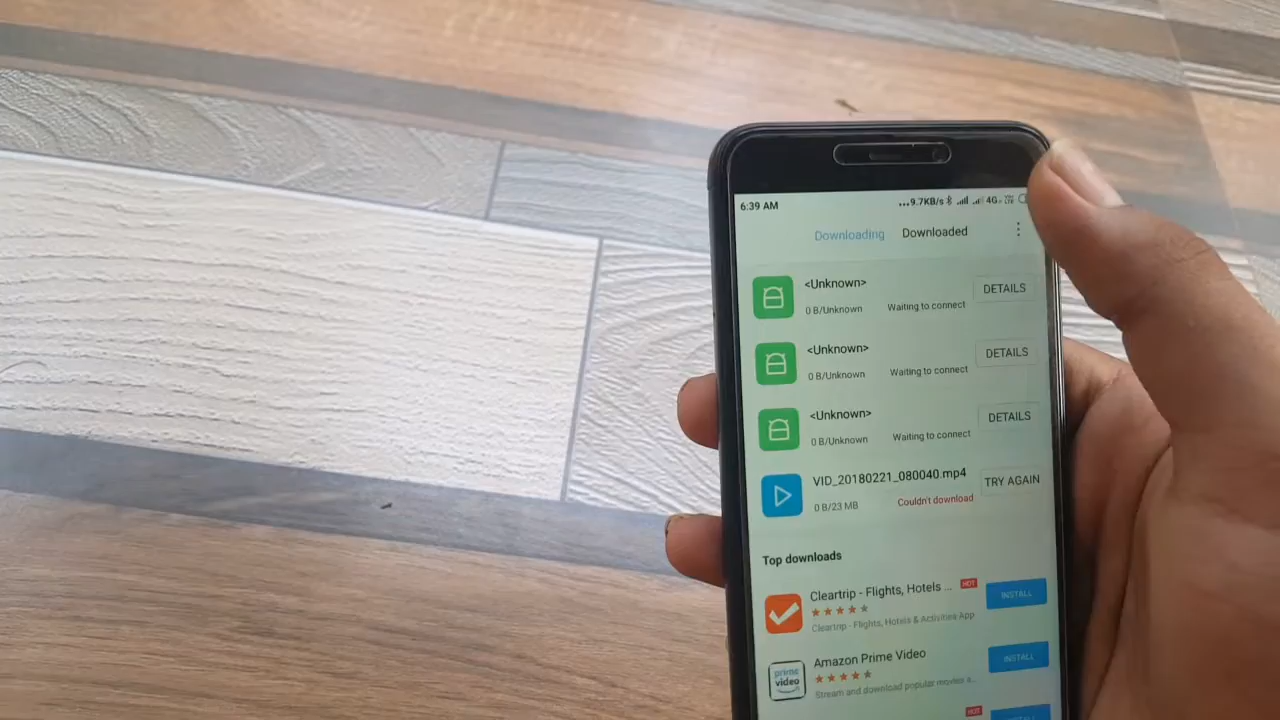 6:39 AM ...9.7KB/s 4G
Downloading Downloaded
<Unknown>
0 B/Unknown Waiting to connect DETAILS
<Unknown>
0 B/Unknown Waiting to connect DETAILS
<Unknown>
0 B/Unknown Waiting to connect DETAILS
VID_20180221_080040.mp4
0 B/23 MB Couldn't download TRY AGAIN
Top downloads
Cleartrip - Flights, Hotels ... HOT
INSTALL
Cleartrip - Flights, Hotels & Activities App
Amazon Prime Video
prime video
INSTALL
Stream and download popular movies a...
HOT